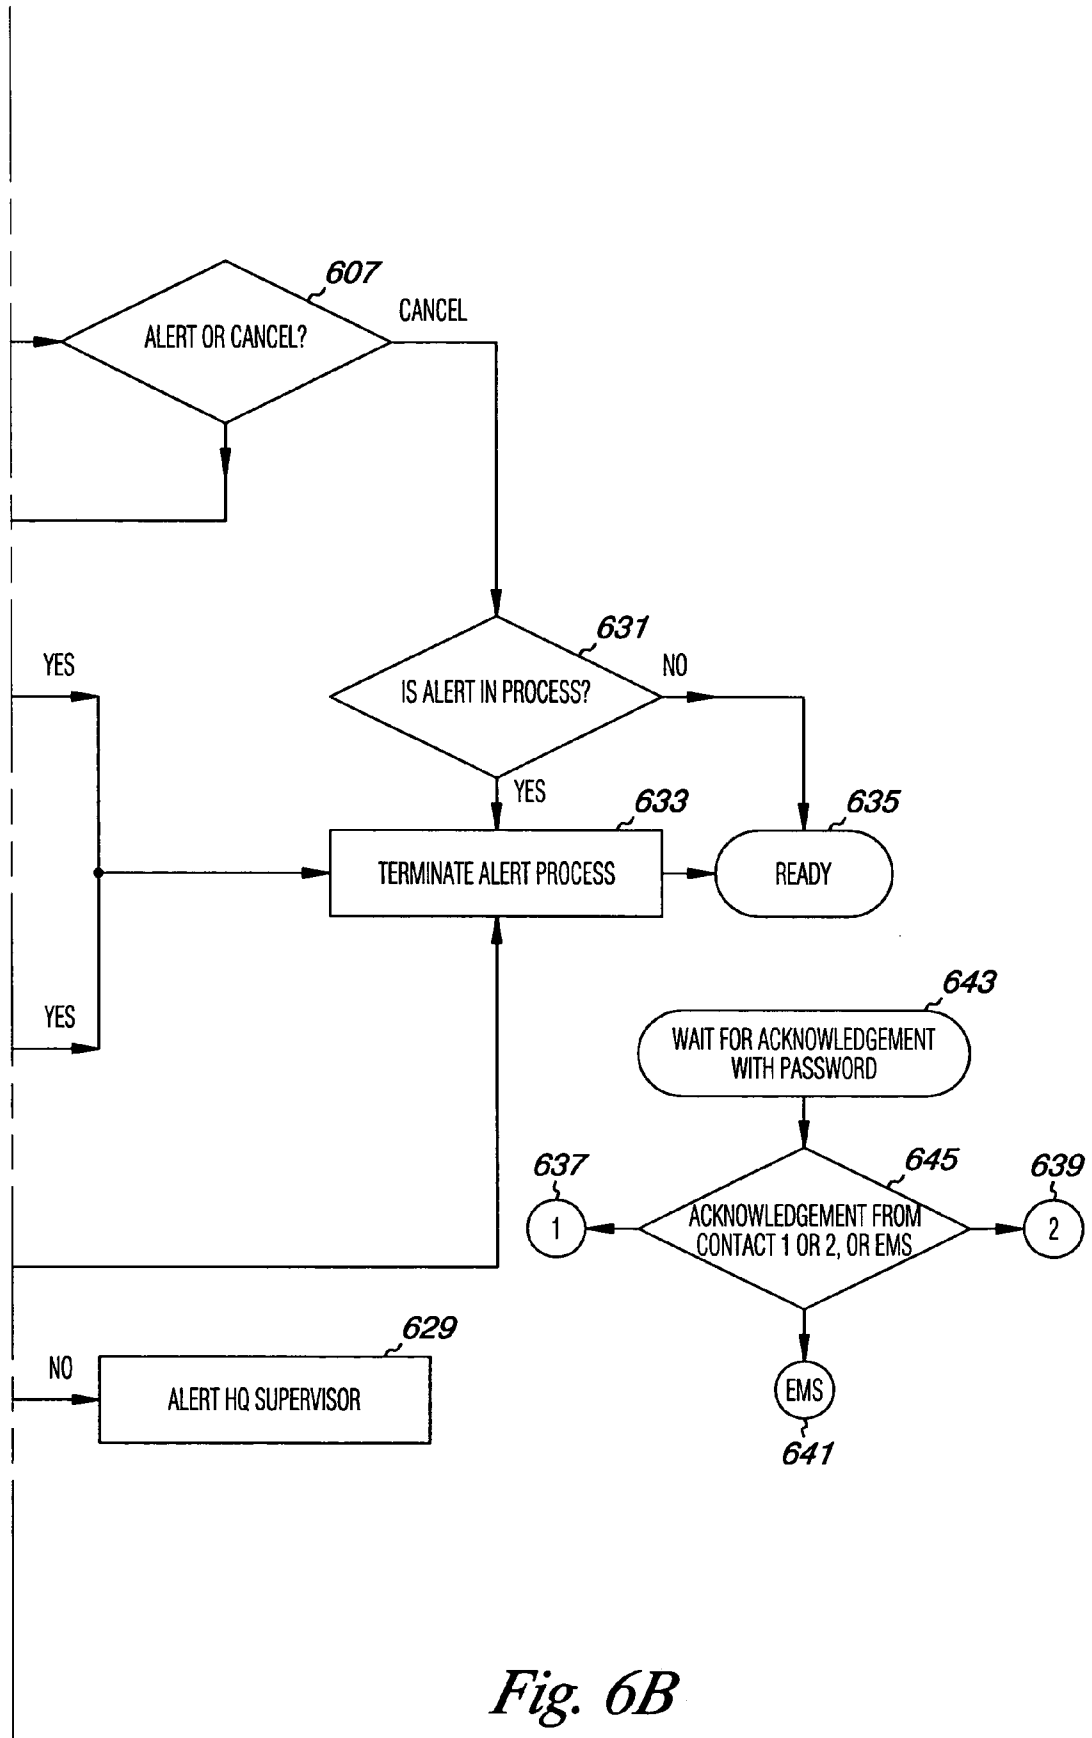 607
CANCEL
ALERT OR CANCEL?
631
YES
NO
IS ALERT IN PROCESS?
YES
633
635
TERMINATE ALERT PROCESS
READY
643
YES
WAIT FOR ACKNOWLEDGEMENT
WITH PASSWORD
637
645
639
1
ACKNOWLEDGEMENT FROM
CONTACT 1 OR 2, OR EMS
2
629
NO
ALERT HQ SUPERVISOR
EMS
641
Fig. 6B